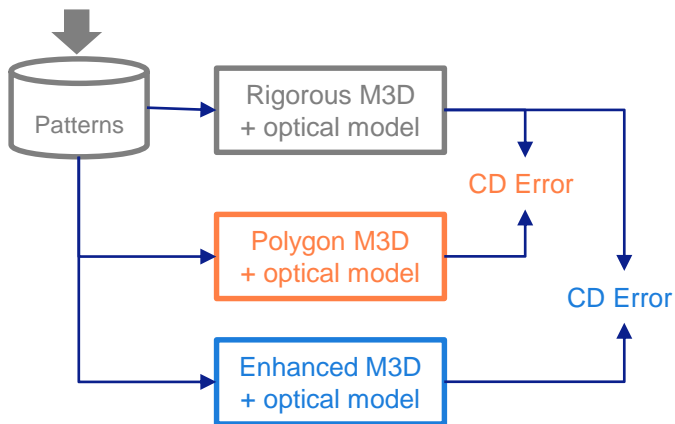 Patterns
Rigorous M3D
+ optical model
CD Error
Polygon M3D
+ optical model
CD Error
Enhanced M3D
+ optical model